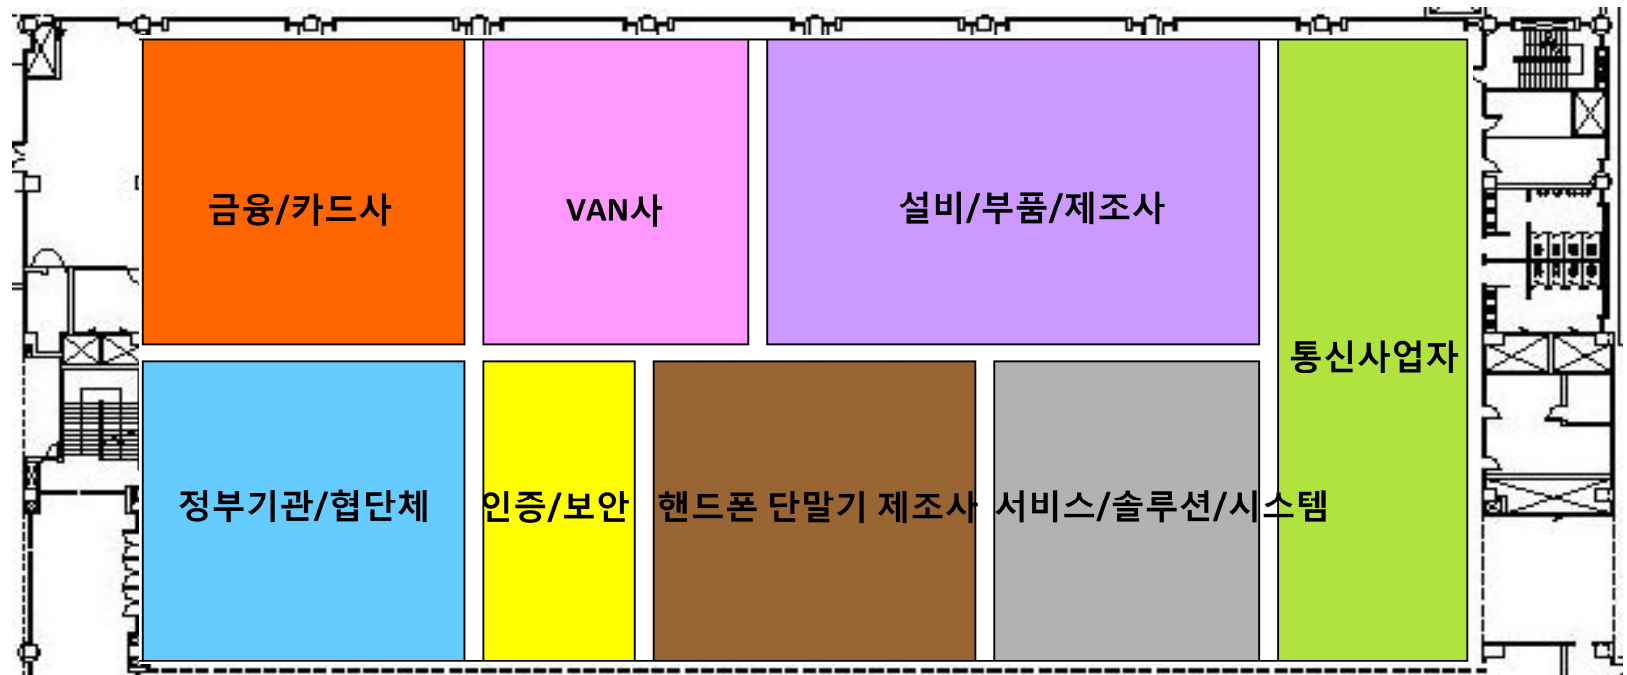 금융/카드사
VAN사
설비/부품/제조사
통신사업자
정부기관/협단체
인증/보안
핸드폰 단말기 제조사
서비스/솔루션/시스템